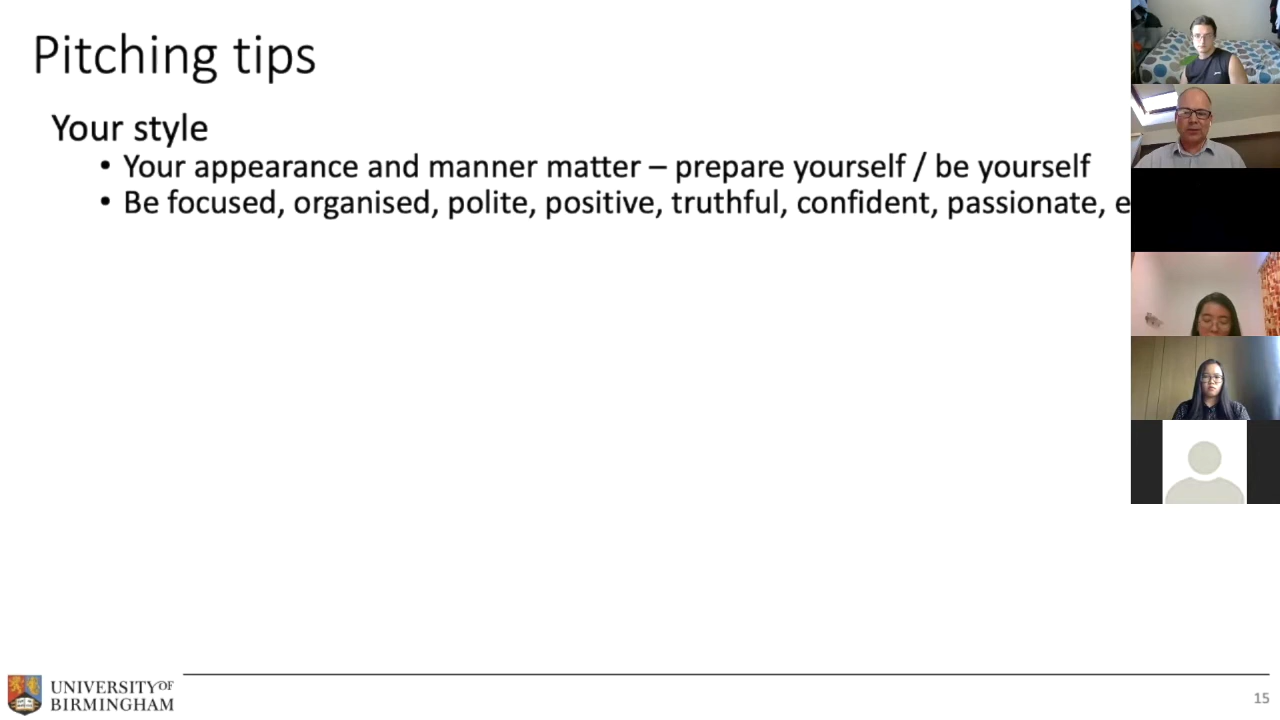 Pitching tips
Your style
• Your appearance and manner matter – prepare yourself / be yourself
• Be focused, organised, polite, positive, truthful, confident, passionate,
UNIVERSITY OF
BIRMINGHAM
15